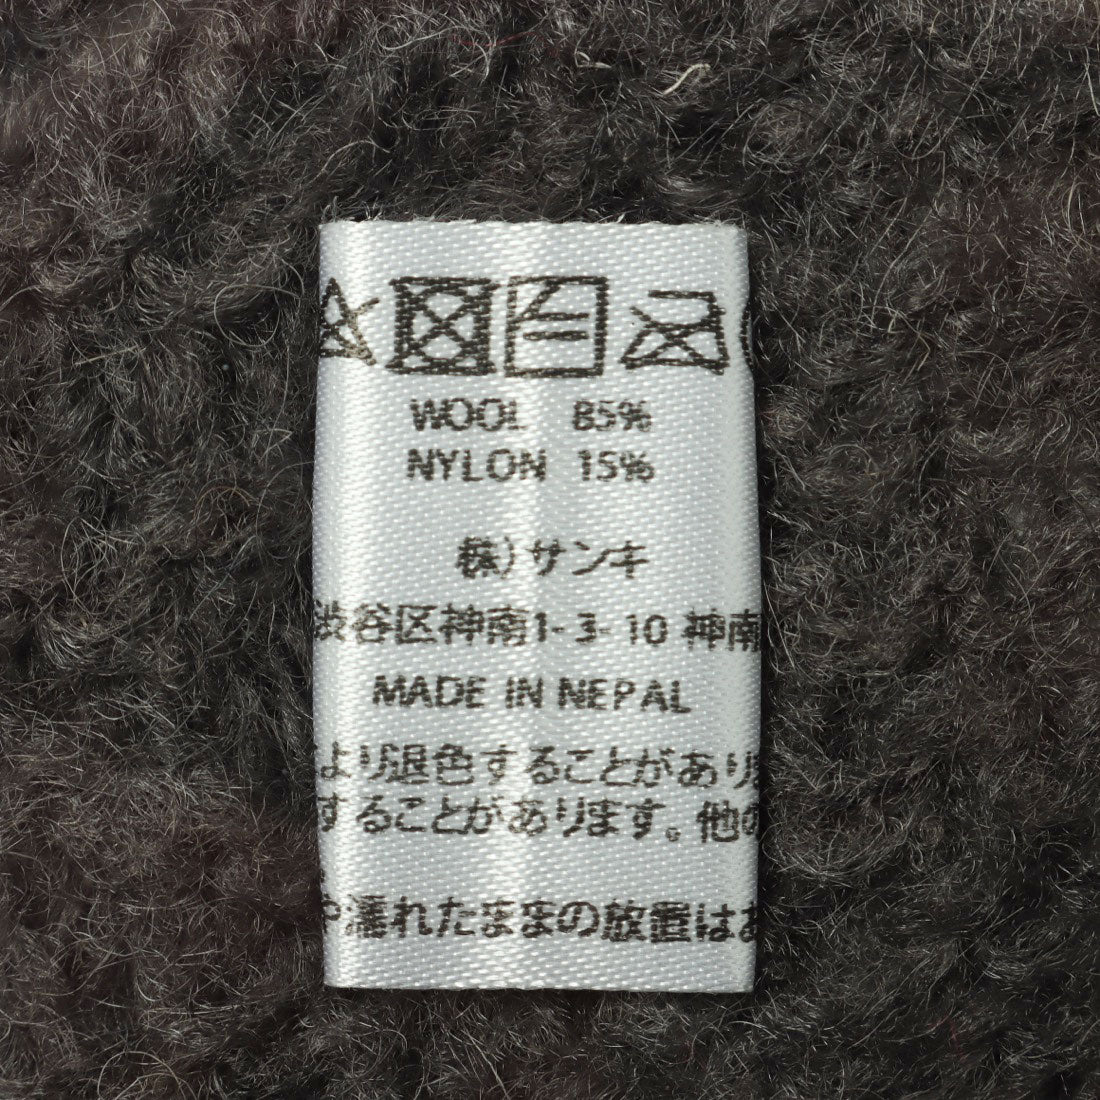 WOOL 85%
NYLON 15%
株)サンキ
渋谷区神南1-3-10 神南
MADE IN NEPAL
より退色することがあり
することがあります。他の
や濡れたままの放置はお